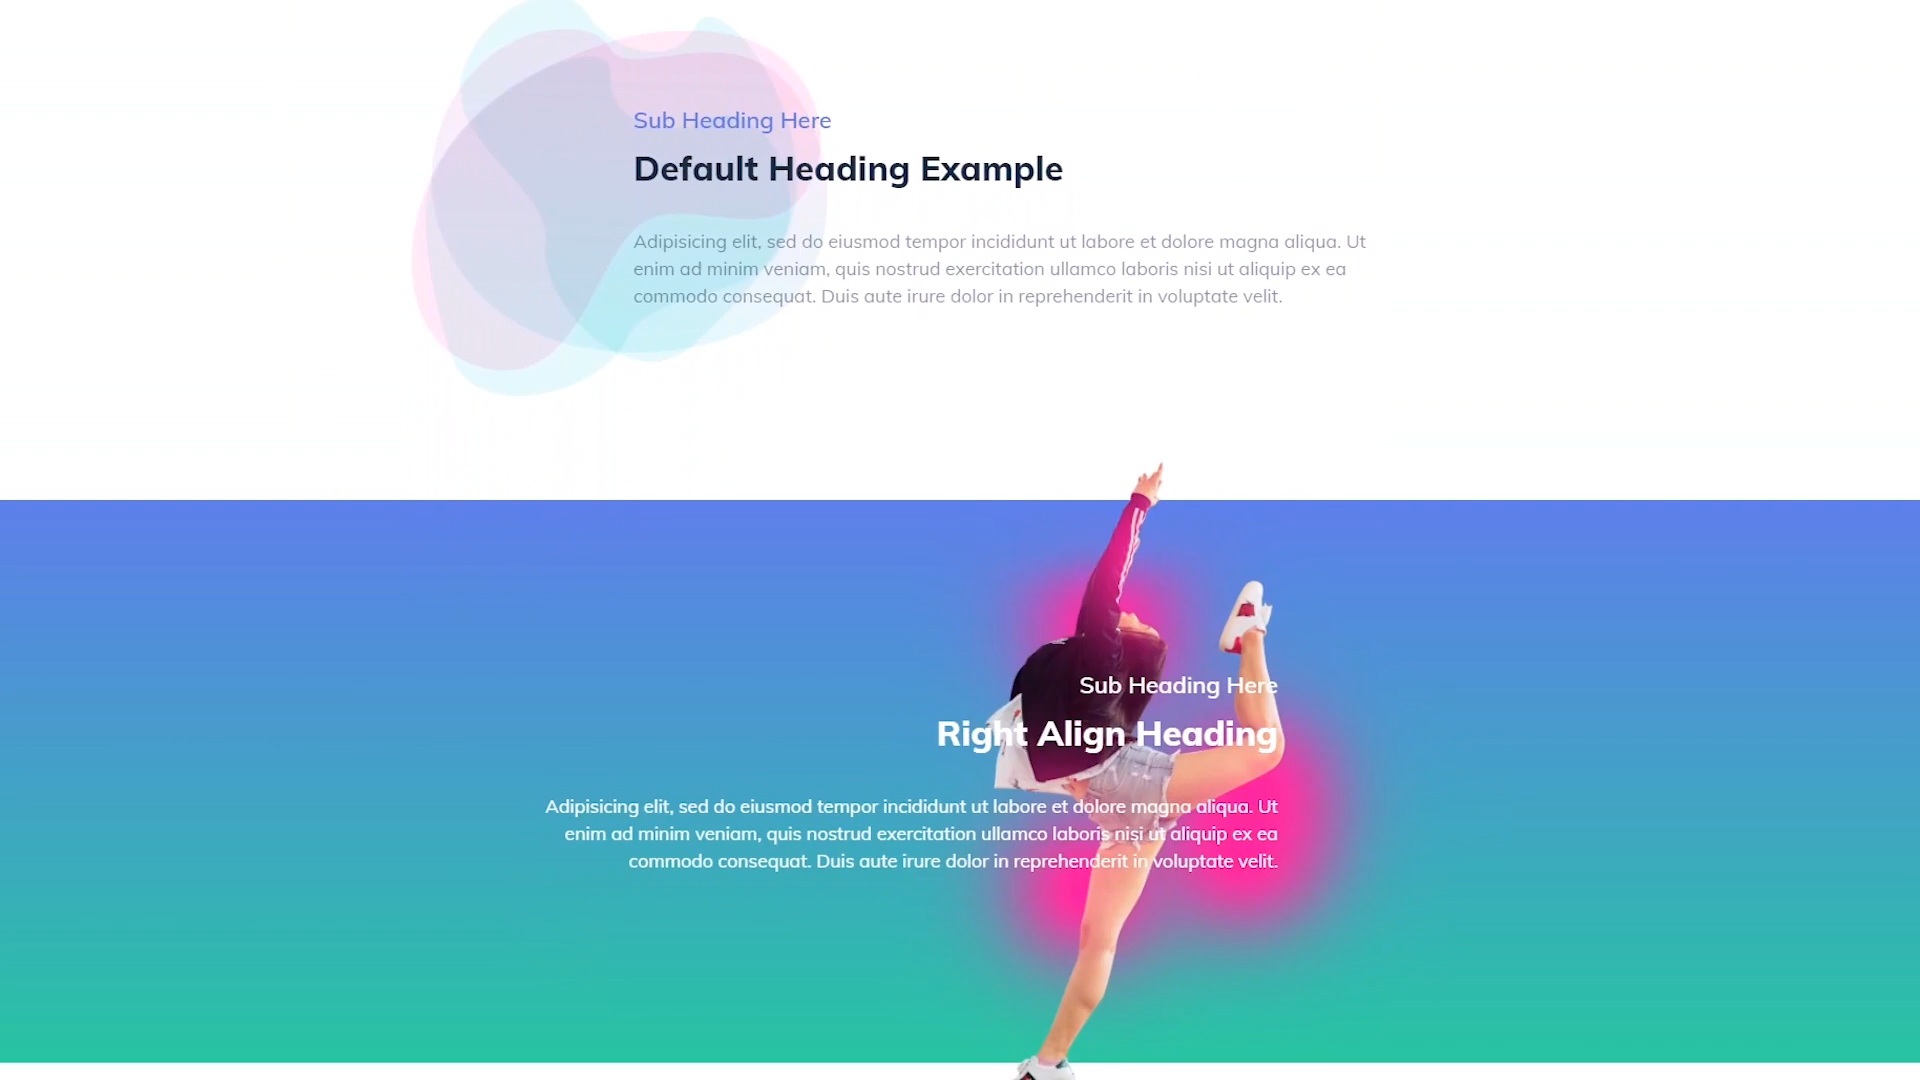 Sub Heading Here
Default Heading Example
Adipisicing elit, sed do eiusmod tempor incididunt ut labore et dolore magna aliqua. Ut
enim ad minim veniam, quis nostrud exercitation ullamco laboris nisi ut aliquip ex ea
commodo consequat. Duis aute irure dolor in reprehenderit in voluptate velit.
Sub Heading Here
Right Align Heading
Adipisicing elit, sed do eiusmod tempor incididunt ut labore et dolore magna aliqua. Ut
enim ad minim veniam, quis nostrud exercitation ullamco laboris nisi ut aliquip ex ea
commodo consequat. Duis aute irure dolor in reprehenderit in voluptate velit.